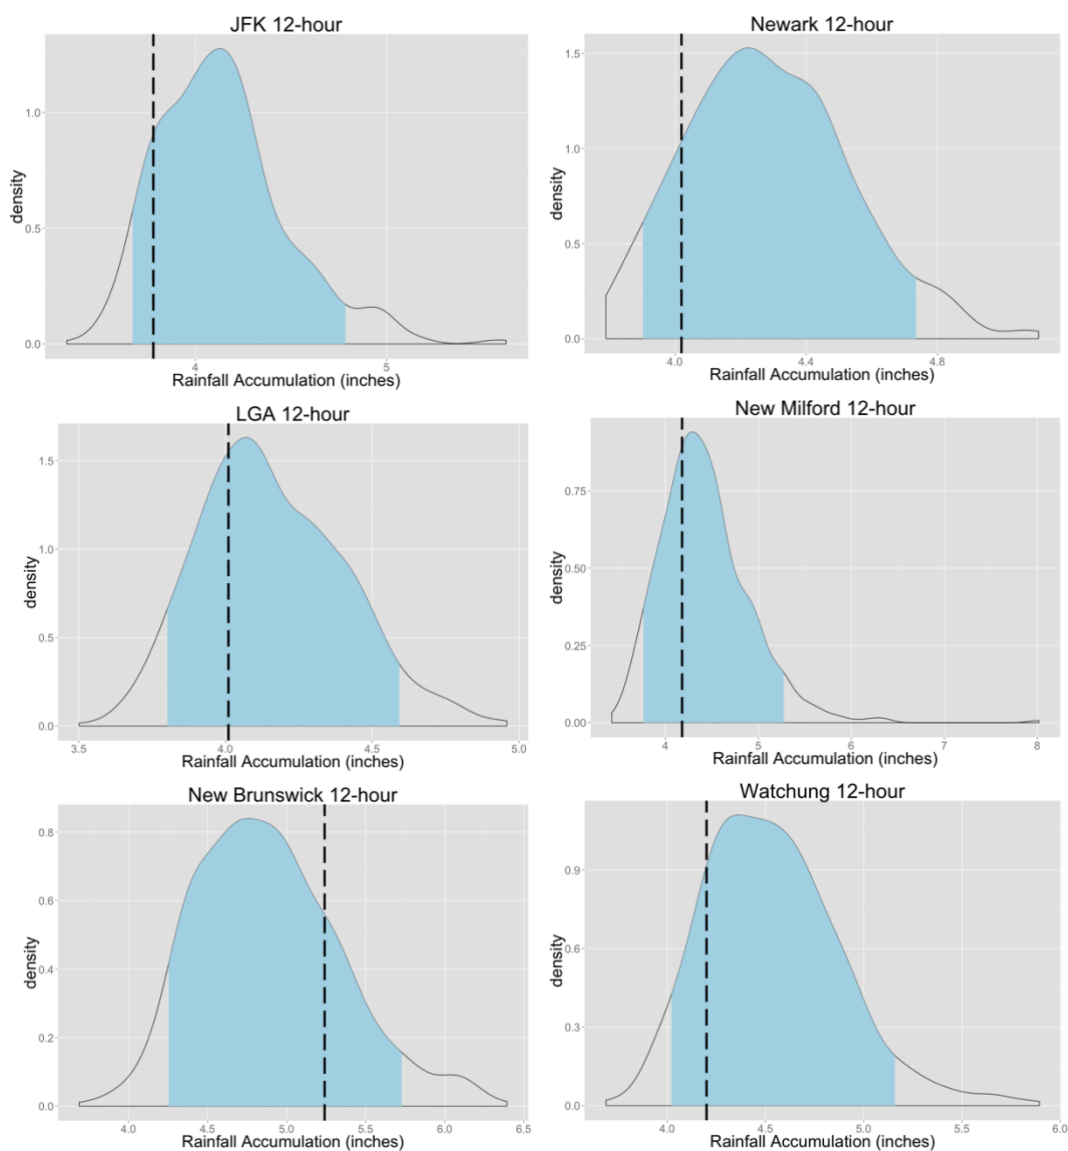 JFK 12-hour
density
1.0
0.5
0.0
4 5
Rainfall Accumulation (inches)
Newark 12-hour
density
1.5
1.0
0.5
0.0
4.0 4.4 4.8
Rainfall Accumulation (inches)
LGA 12-hour
density
1.5
1.0
0.5
0.0
3.5 4.0 4.5 5.0
Rainfall Accumulation (inches)
New Milford 12-hour
density
0.75
0.50
0.25
0.00
4 5 6 7 8
Rainfall Accumulation (inches)
New Brunswick 12-hour
density
0.8
0.6
0.4
0.2
0.0
4.0 4.5 5.0 5.5 6.0 6.5
Rainfall Accumulation (inches)
Watchung 12-hour
density
0.9
0.6
0.3
0.0
4.0 4.5 5.0 5.5 6.0
Rainfall Accumulation (inches)